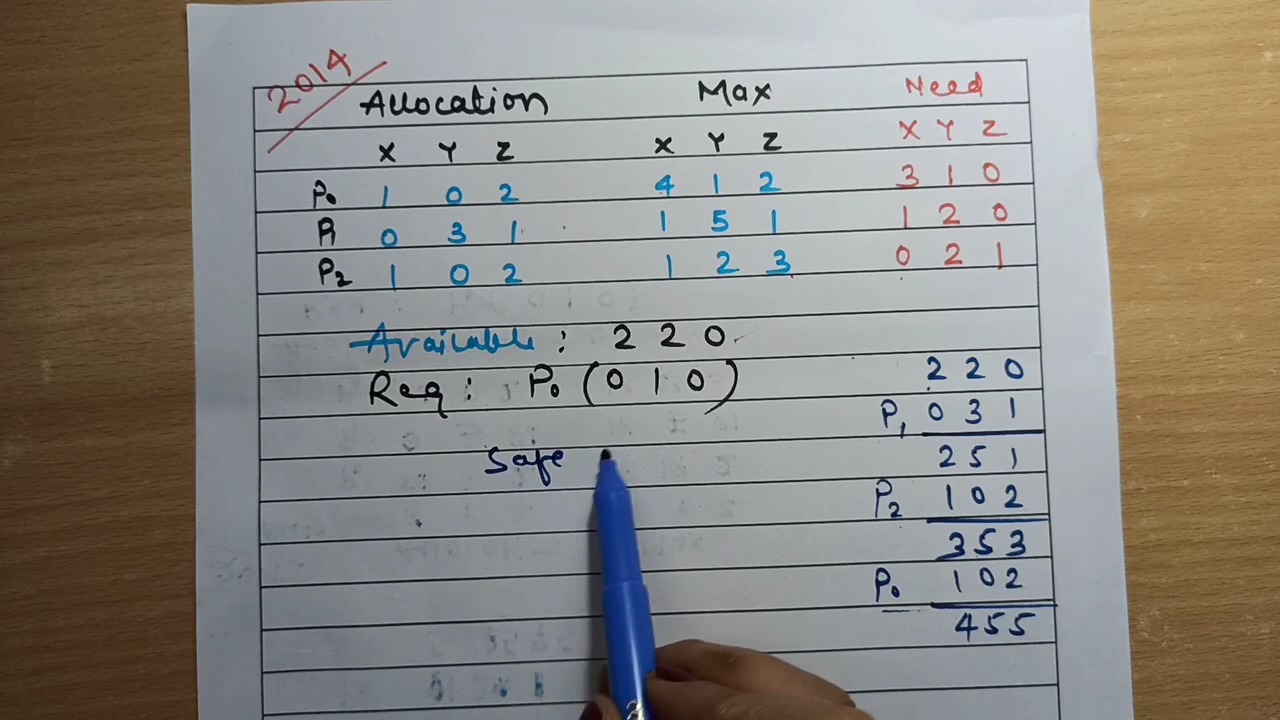 2014
Allocation Max Need
X Y Z X Y Z X Y Z
P0 1 0 2 4 1 2 3 1 0
P1 0 3 1 1 5 1 1 2 0
P2 1 0 2 1 2 3 0 2 1
Available : 2 2 0
Req : P0 (0 1 0)
Safe
2 2 0
P1 0 3 1
2 5 1
P2 1 0 2
3 5 3
P0 1 0 2
4 5 5